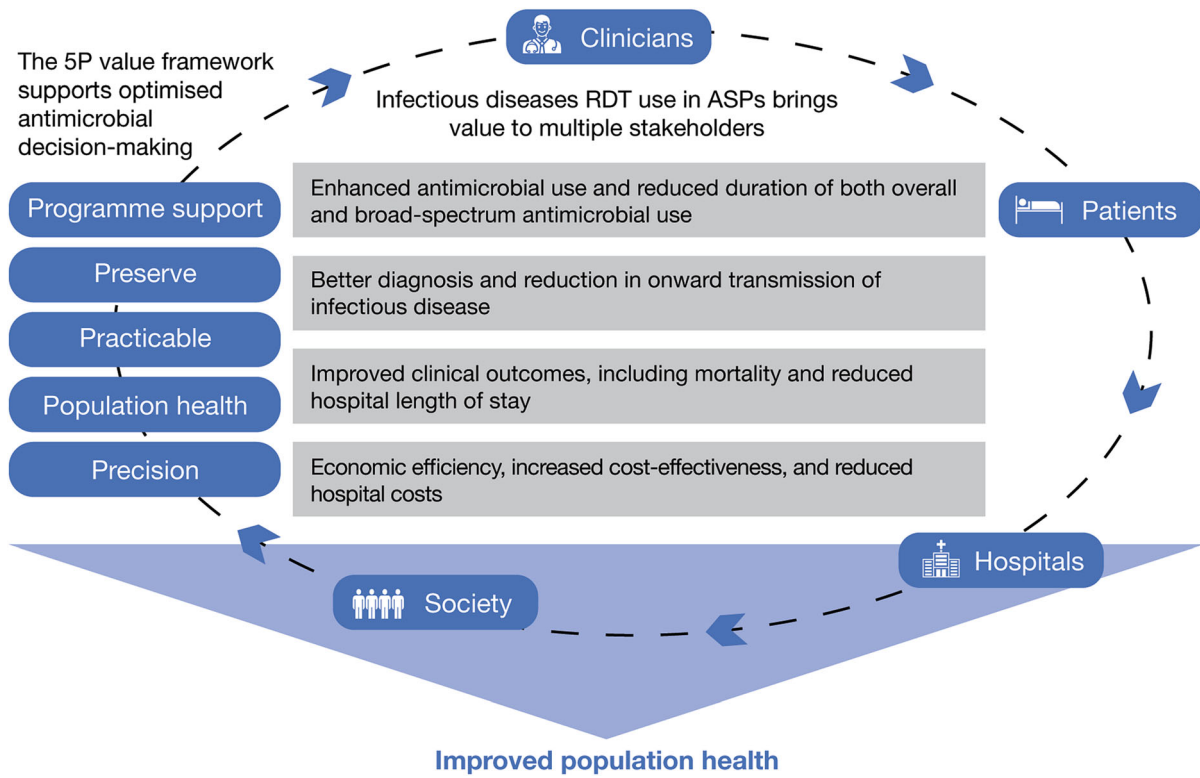 The 5P value framework
supports optimised
antimicrobial
decision-making
Programme support
Preserve
Practicable
Population health
Precision
Clinicians
Infectious diseases RDT use in ASPs brings
value to multiple stakeholders
Enhanced antimicrobial use and reduced duration of both overall
and broad-spectrum antimicrobial use
Better diagnosis and reduction in onward transmission of
infectious disease
Improved clinical outcomes, including mortality and reduced
hospital length of stay
Economic efficiency, increased cost-effectiveness, and reduced
hospital costs
Patients
Hospitals
Society
Improved population health